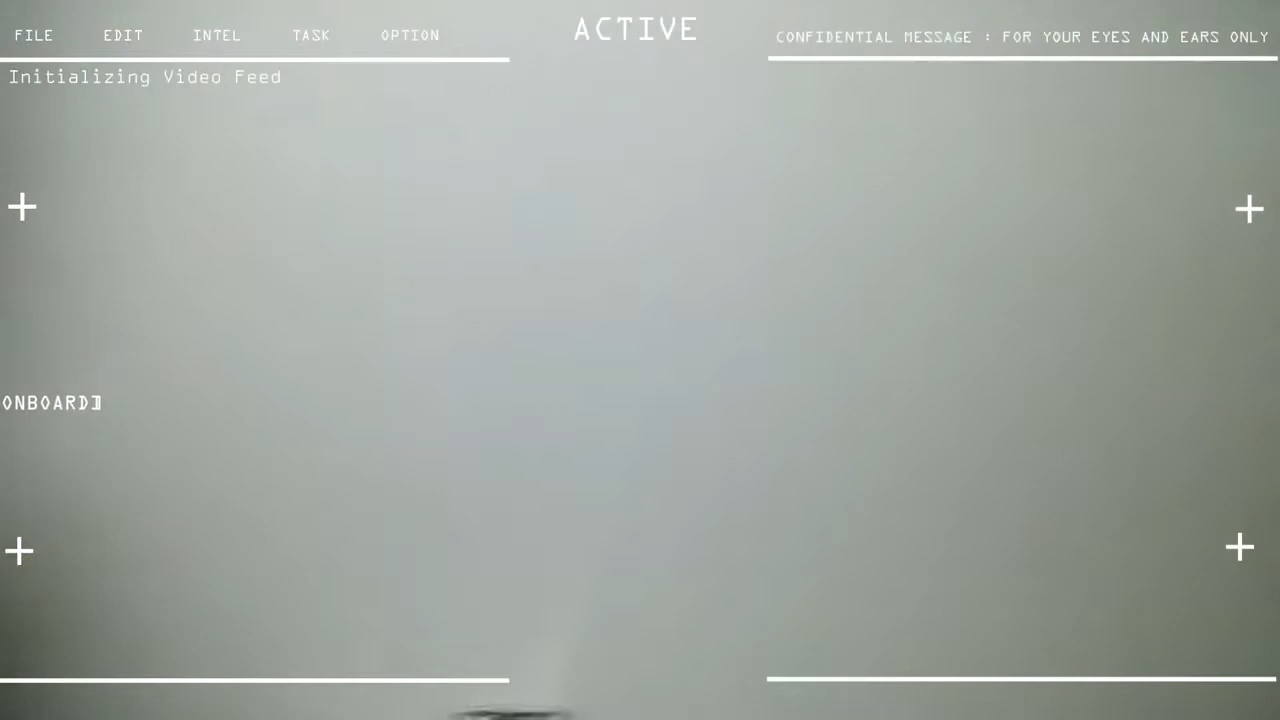 FILE EDIT INTEL TASK OPTION
ACTIVE
CONFIDENTIAL MESSAGE : FOR YOUR EYES AND EARS ONLY
Initializing Video Feed
ONBOARD]